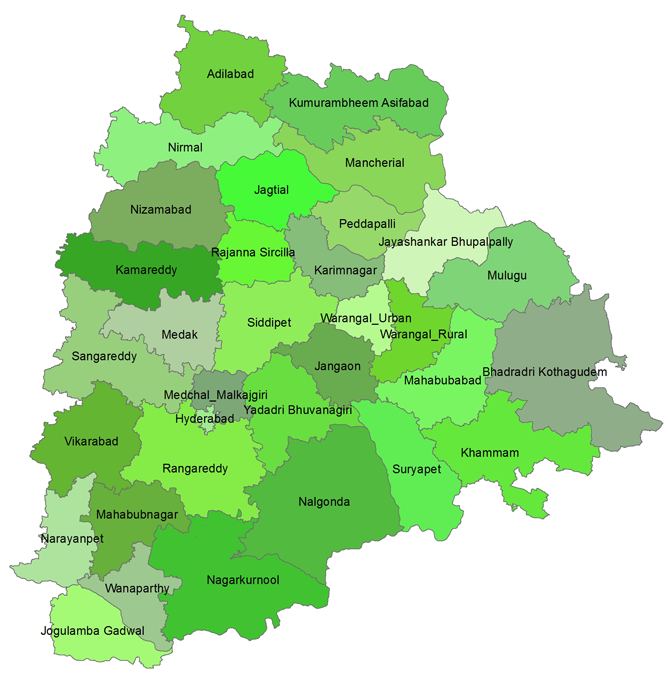 Adilabad
Kumurambheem Asifabad
Nirmal
Mancherial
Jagtial
Nizamabad
Peddapalli
Jayashankar Bhupalpally
Rajanna Sircilla
Kamareddy
Karimnagar
Mulugu
Warangal_Urban
Siddipet
Medak
Warangal_Rural
Sangareddy
Jangaon
Bhadradri Kothagudem
Mahabubabad
Medchal_Malkajgiri
Yadadri Bhuvanagiri
Hyderabad
Vikarabad
Khammam
Rangareddy
Suryapet
Nalgonda
Mahabubnagar
Narayanpet
Nagarkurnool
Wanaparthy
Jogulamba Gadwal